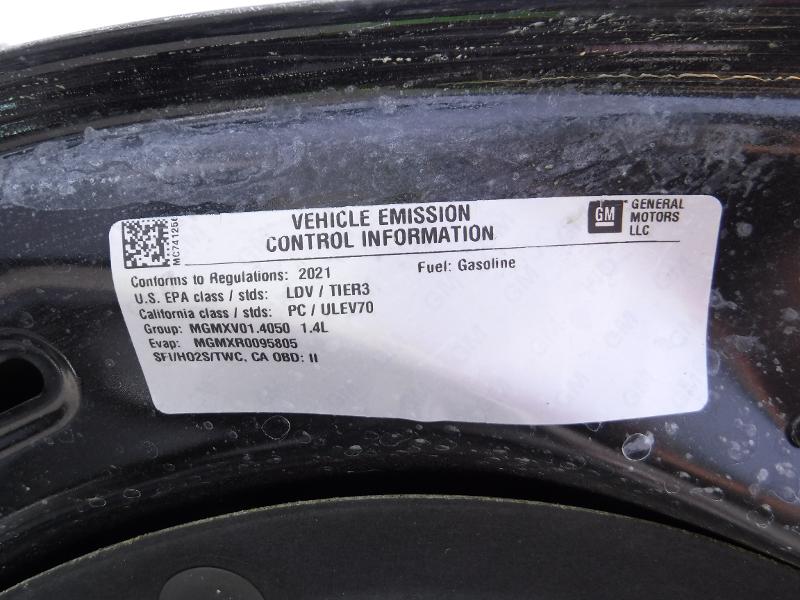 VEHICLE EMISSION
CONTROL INFORMATION
GM GENERAL
MOTORS
LLC
Conforms to Regulations: 2021
Fuel: Gasoline
U.S. EPA class / stds: LDV / TIER3
California class / stds: PC / ULEV70
Group: MGMXV01.4050 1.4L
Evap: MGMXR0095805
SFI/HO2S/TWC, CA OBD: II